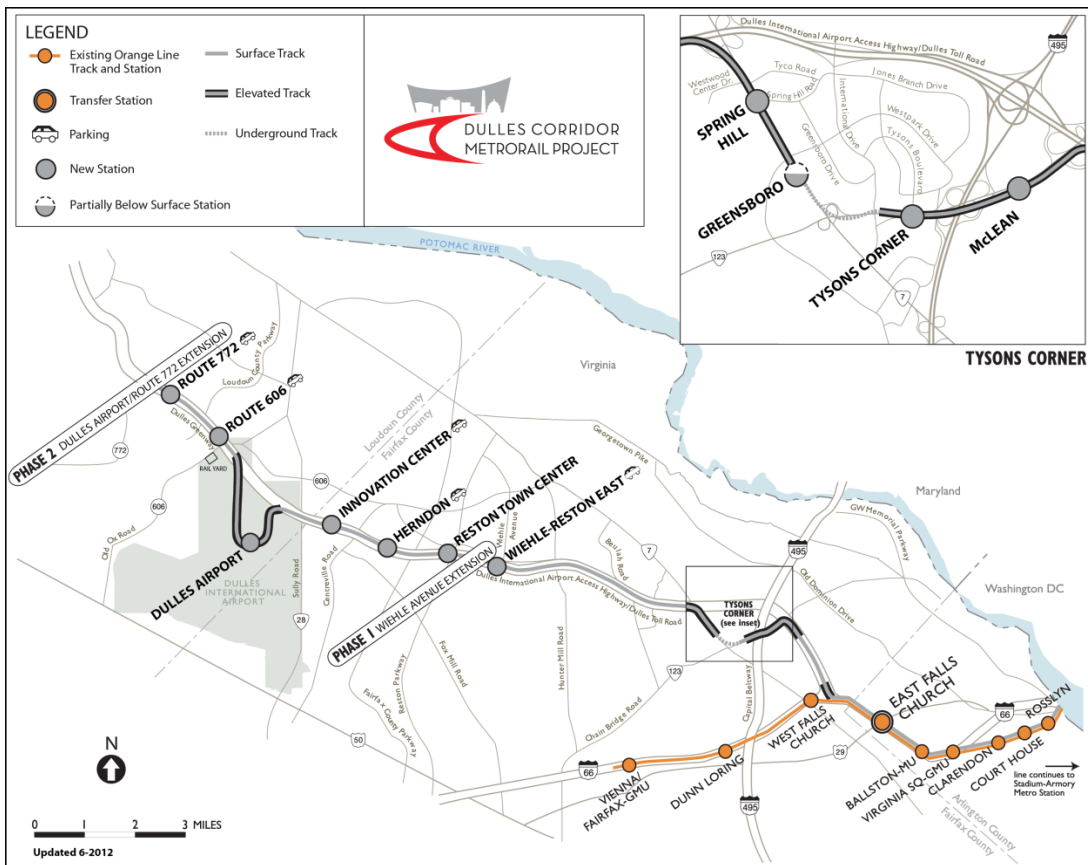 LEGEND
Existing Orange Line
Track and Station
Transfer Station
Parking
New Station
Partially Below Surface Station
Surface Track
Elevated Track
Underground Track
DULLES CORRIDOR
METRORAIL PROJECT
Dulles International Airport Access Highway/Dulles Toll Road
495
Westwood
Center Dr.
Tyco Road
Spring Hill Road
International Drive
Jones Branch Drive
Westpark Drive
Tysons Boulevard
Greensboro Drive
SPRING
HILL
GREENSBORO
TYSONS CORNER
McLEAN
123
7
TYSONS CORNER
POTOMAC RIVER
Virginia
Maryland
Washington DC
PHASE 2 DULLES AIRPORT/ROUTE 772 EXTENSION
ROUTE 772
Loudoun County Parkway
ROUTE 606
Dulles Greenway
772
RAIL YARD
606
Old Ox Road
Loudoun County
Fairfax County
606
INNOVATION CENTER
HERNDON
RESTON TOWN CENTER
Wiehle
Avenue
WIEHLE-RESTON EAST
Georgetown Pike
DULLES AIRPORT
DULLES
INTERNATIONAL
AIRPORT
Sully Road
28
Centreville Road
PHASE 1 WIEHLE AVENUE EXTENSION
Dulles International Airport Access Highway/Dulles Toll Road
Beulah Road
7
495
GW Memorial Parkway
Old Dominion Drive
TYSONS
CORNER
(see inset)
123
Fairfax County Parkway
Reston Parkway
Fox Mill Road
Hunter Mill Road
Chain Bridge Road
Capital Beltway
50
66
VIENNA/
FAIRFAX-GMU
DUNN LORING
495
WEST FALLS
CHURCH
29
EAST FALLS
CHURCH
BALLSTON-MU
VIRGINIA SQ-GMU
CLARENDON
COURT HOUSE
ROSSLYN
66
line continues to
Stadium-Armory
Metro Station
Arlington County
Fairfax County
N
0 1 2 3 MILES
Updated 6-2012